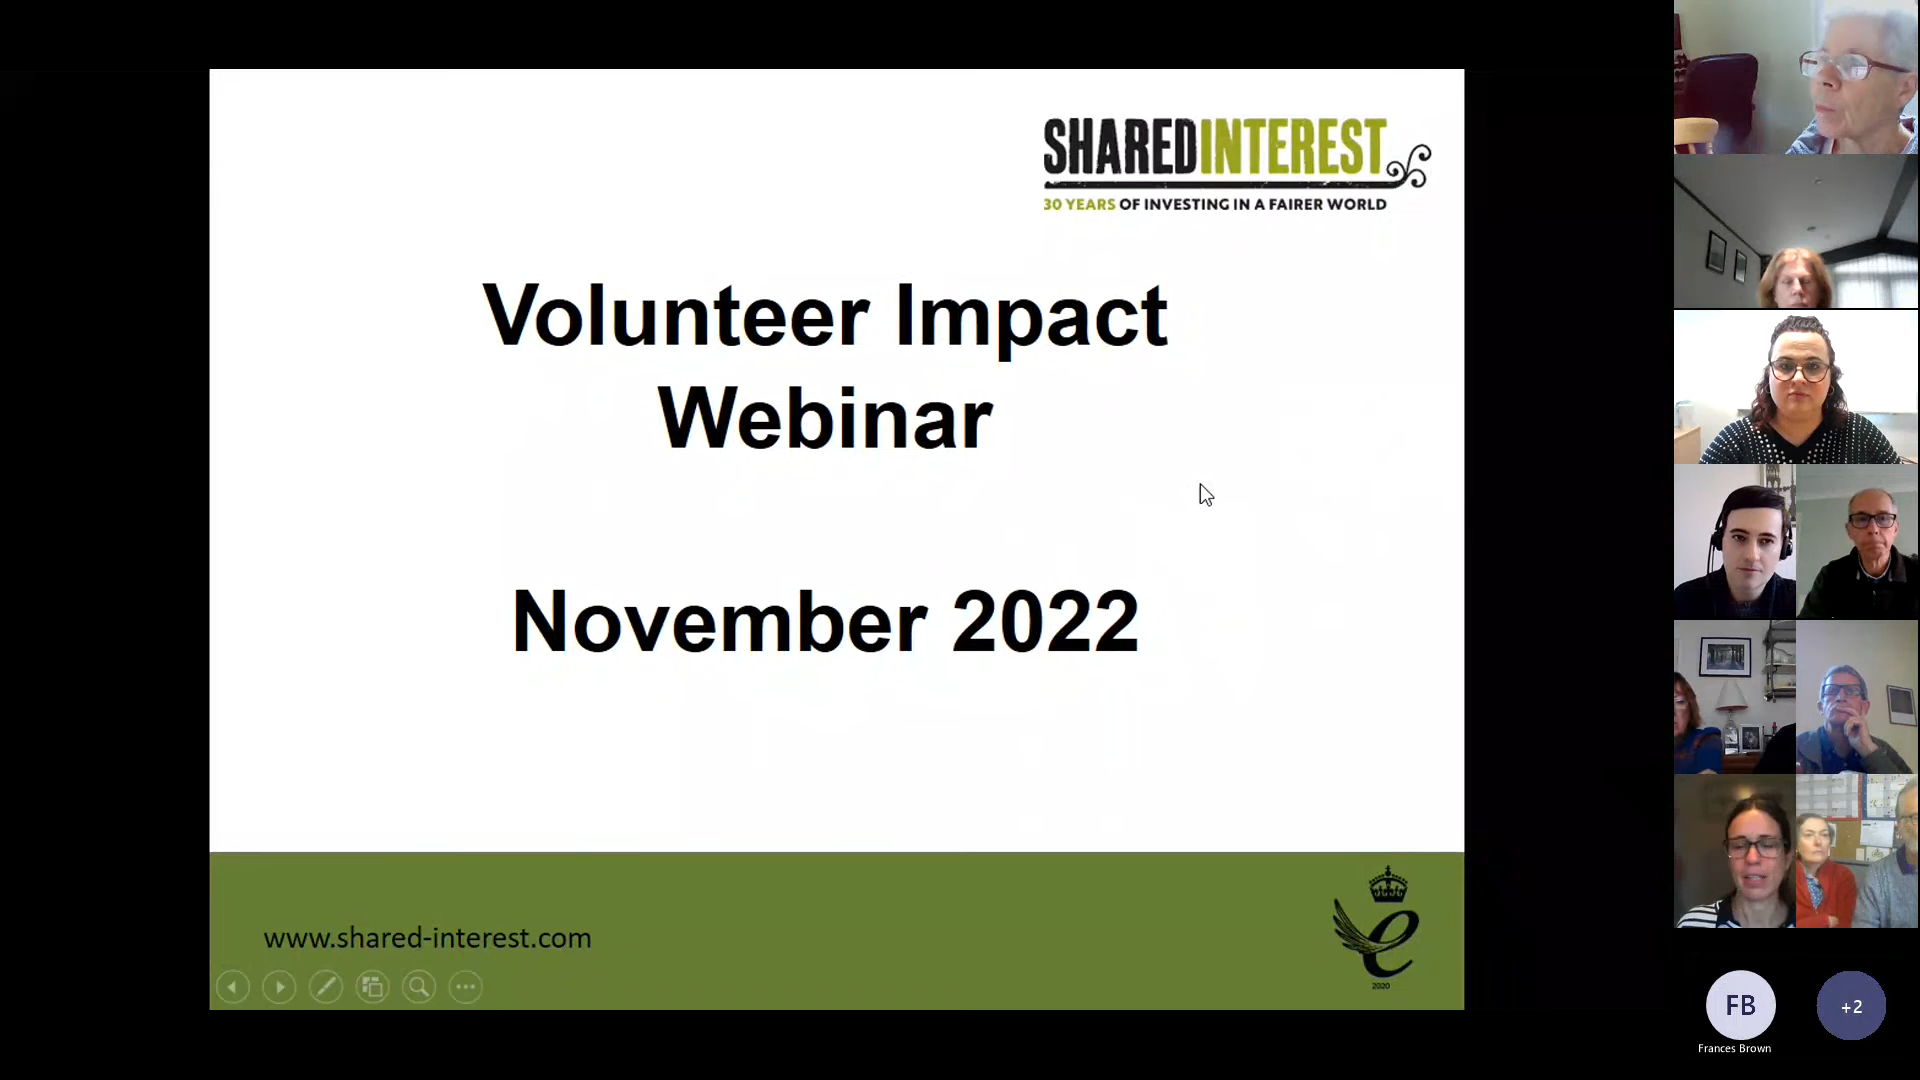 SHAREDINTEREST
30 YEARS OF INVESTING IN A FAIRER WORLD
Volunteer Impact
Webinar
November 2022
www.shared-interest.com
e
2020
FB
+2
Frances Brown